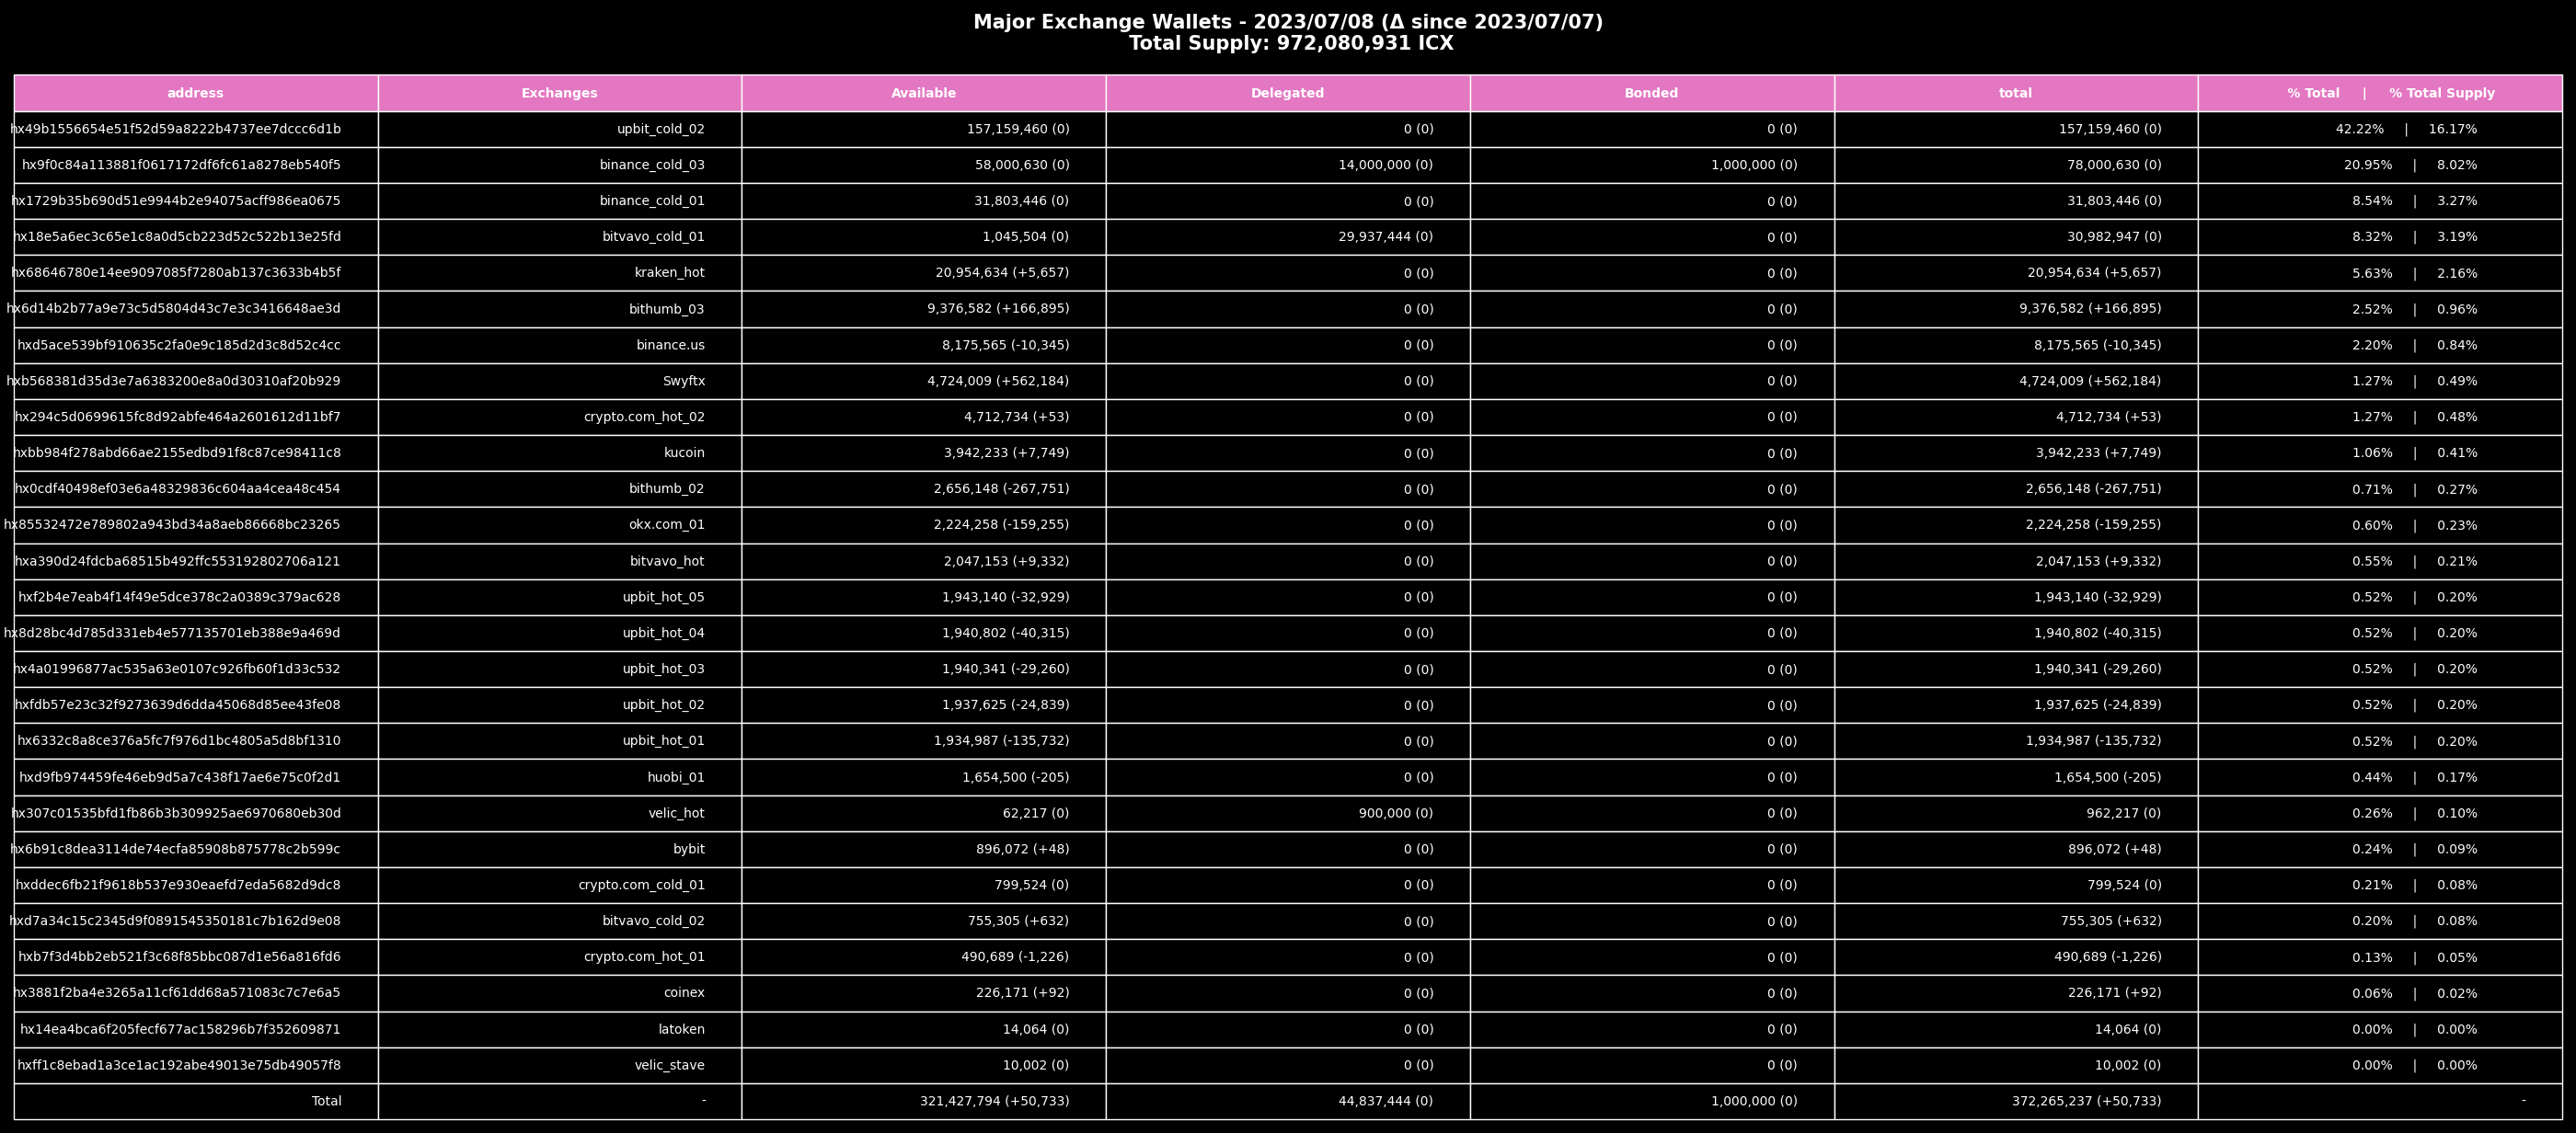 Major Exchange Wallets - 2023/07/08 (Δ since 2023/07/07)
Total Supply: 972,080,931 ICX
address Exchanges Available Delegated Bonded total % Total | % Total Supply
hx49b1556654e51f52d59a8222b4737ee7dccc6d1b upbit_cold_02 157,159,460 (0) 0 (0) 0 (0) 157,159,460 (0) 42.22% | 16.17%
hx9f0c84a113881f0617172df6fc61a8278eb540f5 binance_cold_03 58,000,630 (0) 14,000,000 (0) 1,000,000 (0) 78,000,630 (0) 20.95% | 8.02%
hx1729b35b690d51e9944b2e94075acff986ea0675 binance_cold_01 31,803,446 (0) 0 (0) 0 (0) 31,803,446 (0) 8.54% | 3.27%
hx18e5a6ec3c65e1c8a0d5cb223d52c522b13e25fd bitvavo_cold_01 1,045,504 (0) 29,937,444 (0) 0 (0) 30,982,947 (0) 8.32% | 3.19%
hx68646780e14ee9097085f7280ab137c3633b4b5f kraken_hot 20,954,634 (+5,657) 0 (0) 0 (0) 20,954,634 (+5,657) 5.63% | 2.16%
hx6d14b2b77a9e73c5d5804d43c7e3c3416648ae3d bithumb_03 9,376,582 (+166,895) 0 (0) 0 (0) 9,376,582 (+166,895) 2.52% | 0.96%
hxd5ace539bf910635c2fa0e9c185d2d3c8d52c4cc binance.us 8,175,565 (-10,345) 0 (0) 0 (0) 8,175,565 (-10,345) 2.20% | 0.84%
hxb568381d35d3e7a6383200e8a0d30310af20b929 Swyftx 4,724,009 (+562,184) 0 (0) 0 (0) 4,724,009 (+562,184) 1.27% | 0.49%
hx294c5d0699615fc8d92abfe464a2601612d11bf7 crypto.com_hot_02 4,712,734 (+53) 0 (0) 0 (0) 4,712,734 (+53) 1.27% | 0.48%
hxbb984f278abd66ae2155edbd91f8c87ce98411c8 kucoin 3,942,233 (+7,749) 0 (0) 0 (0) 3,942,233 (+7,749) 1.06% | 0.41%
hx0cdf40498ef03e6a48329836c604aa4cea48c454 bithumb_02 2,656,148 (-267,751) 0 (0) 0 (0) 2,656,148 (-267,751) 0.71% | 0.27%
hx85532472e789802a943bd34a8aeb86668bc23265 okx.com_01 2,224,258 (-159,255) 0 (0) 0 (0) 2,224,258 (-159,255) 0.60% | 0.23%
hxa390d24fdcba68515b492ffc553192802706a121 bitvavo_hot 2,047,153 (+9,332) 0 (0) 0 (0) 2,047,153 (+9,332) 0.55% | 0.21%
hxf2b4e7eab4f14f49e5dce378c2a0389c379ac628 upbit_hot_05 1,943,140 (-32,929) 0 (0) 0 (0) 1,943,140 (-32,929) 0.52% | 0.20%
hx8d28bc4d785d331eb4e577135701eb388e9a469d upbit_hot_04 1,940,802 (-40,315) 0 (0) 0 (0) 1,940,802 (-40,315) 0.52% | 0.20%
hx4a01996877ac535a63e0107c926fb60f1d33c532 upbit_hot_03 1,940,341 (-29,260) 0 (0) 0 (0) 1,940,341 (-29,260) 0.52% | 0.20%
hxfdb57e23c32f9273639d6dda45068d85ee43fe08 upbit_hot_02 1,937,625 (-24,839) 0 (0) 0 (0) 1,937,625 (-24,839) 0.52% | 0.20%
hx6332c8a8ce376a5fc7f976d1bc4805a5d8bf1310 upbit_hot_01 1,934,987 (-135,732) 0 (0) 0 (0) 1,934,987 (-135,732) 0.52% | 0.20%
hxd9fb974459fe46eb9d5a7c438f17ae6e75c0f2d1 huobi_01 1,654,500 (-205) 0 (0) 0 (0) 1,654,500 (-205) 0.44% | 0.17%
hx307c01535bfd1fb86b3b309925ae6970680eb30d velic_hot 62,217 (0) 900,000 (0) 0 (0) 962,217 (0) 0.26% | 0.10%
hx6b91c8dea3114de74ecfa85908b875778c2b599c bybit 896,072 (+48) 0 (0) 0 (0) 896,072 (+48) 0.24% | 0.09%
hxddec6fb21f9618b537e930eaefd7eda5682d9dc8 crypto.com_cold_01 799,524 (0) 0 (0) 0 (0) 799,524 (0) 0.21% | 0.08%
hxd7a34c15c2345d9f0891545350181c7b162d9e08 bitvavo_cold_02 755,305 (+632) 0 (0) 0 (0) 755,305 (+632) 0.20% | 0.08%
hxb7f3d4bb2eb521f3c68f85bbc087d1e56a816fd6 crypto.com_hot_01 490,689 (-1,226) 0 (0) 0 (0) 490,689 (-1,226) 0.13% | 0.05%
hx3881f2ba4e3265a11cf61dd68a571083c7c7e6a5 coinex 226,171 (+92) 0 (0) 0 (0) 226,171 (+92) 0.06% | 0.02%
hx14ea4bca6f205fecf677ac158296b7f352609871 latoken 14,064 (0) 0 (0) 0 (0) 14,064 (0) 0.00% | 0.00%
hxff1c8ebad1a3ce1ac192abe49013e75db49057f8 velic_stave 10,002 (0) 0 (0) 0 (0) 10,002 (0) 0.00% | 0.00%
Total - 321,427,794 (+50,733) 44,837,444 (0) 1,000,000 (0) 372,265,237 (+50,733) -